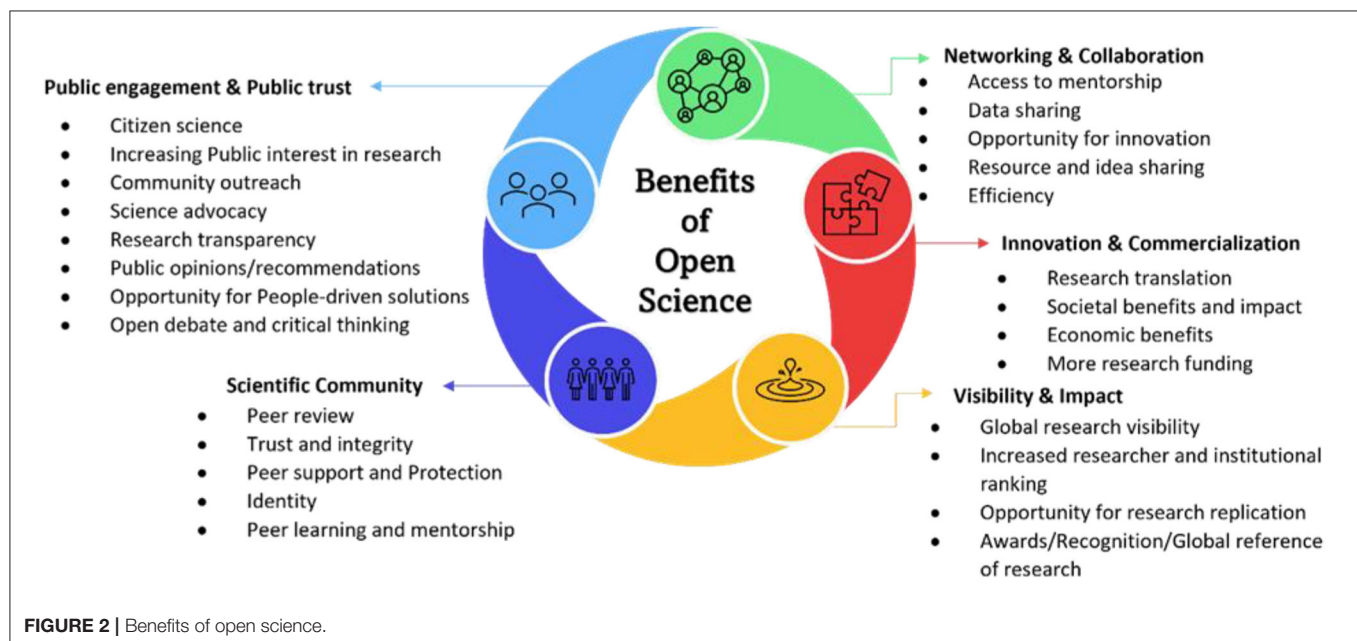 Public engagement & Public trust
• Citizen science
• Increasing Public interest in research
• Community outreach
• Science advocacy
• Research transparency
• Public opinions/recommendations
• Opportunity for People-driven solutions
• Open debate and critical thinking
Scientific Community
• Peer review
• Trust and integrity
• Peer support and Protection
• Identity
• Peer learning and mentorship
Benefits
of
Open
Science
Networking & Collaboration
• Access to mentorship
• Data sharing
• Opportunity for innovation
• Resource and idea sharing
• Efficiency
Innovation & Commercialization
• Research translation
• Societal benefits and impact
• Economic benefits
• More research funding
Visibility & Impact
• Global research visibility
• Increased researcher and institutional
ranking
• Opportunity for research replication
• Awards/Recognition/Global reference
of research
FIGURE 2 | Benefits of open science.